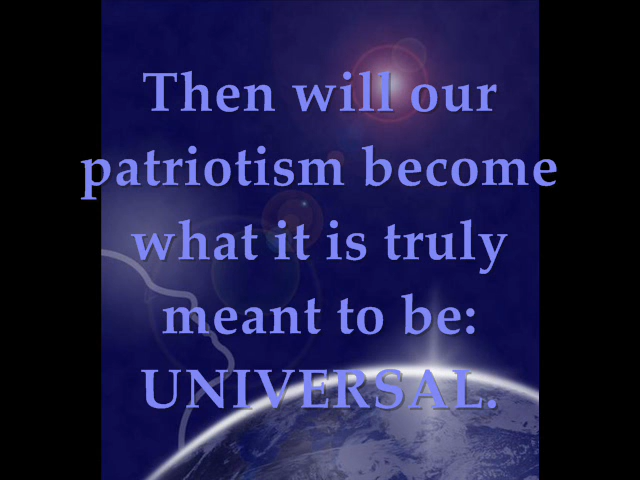 Then will our
patriotism become
what it is truly
meant to be:
UNIVERSAL.